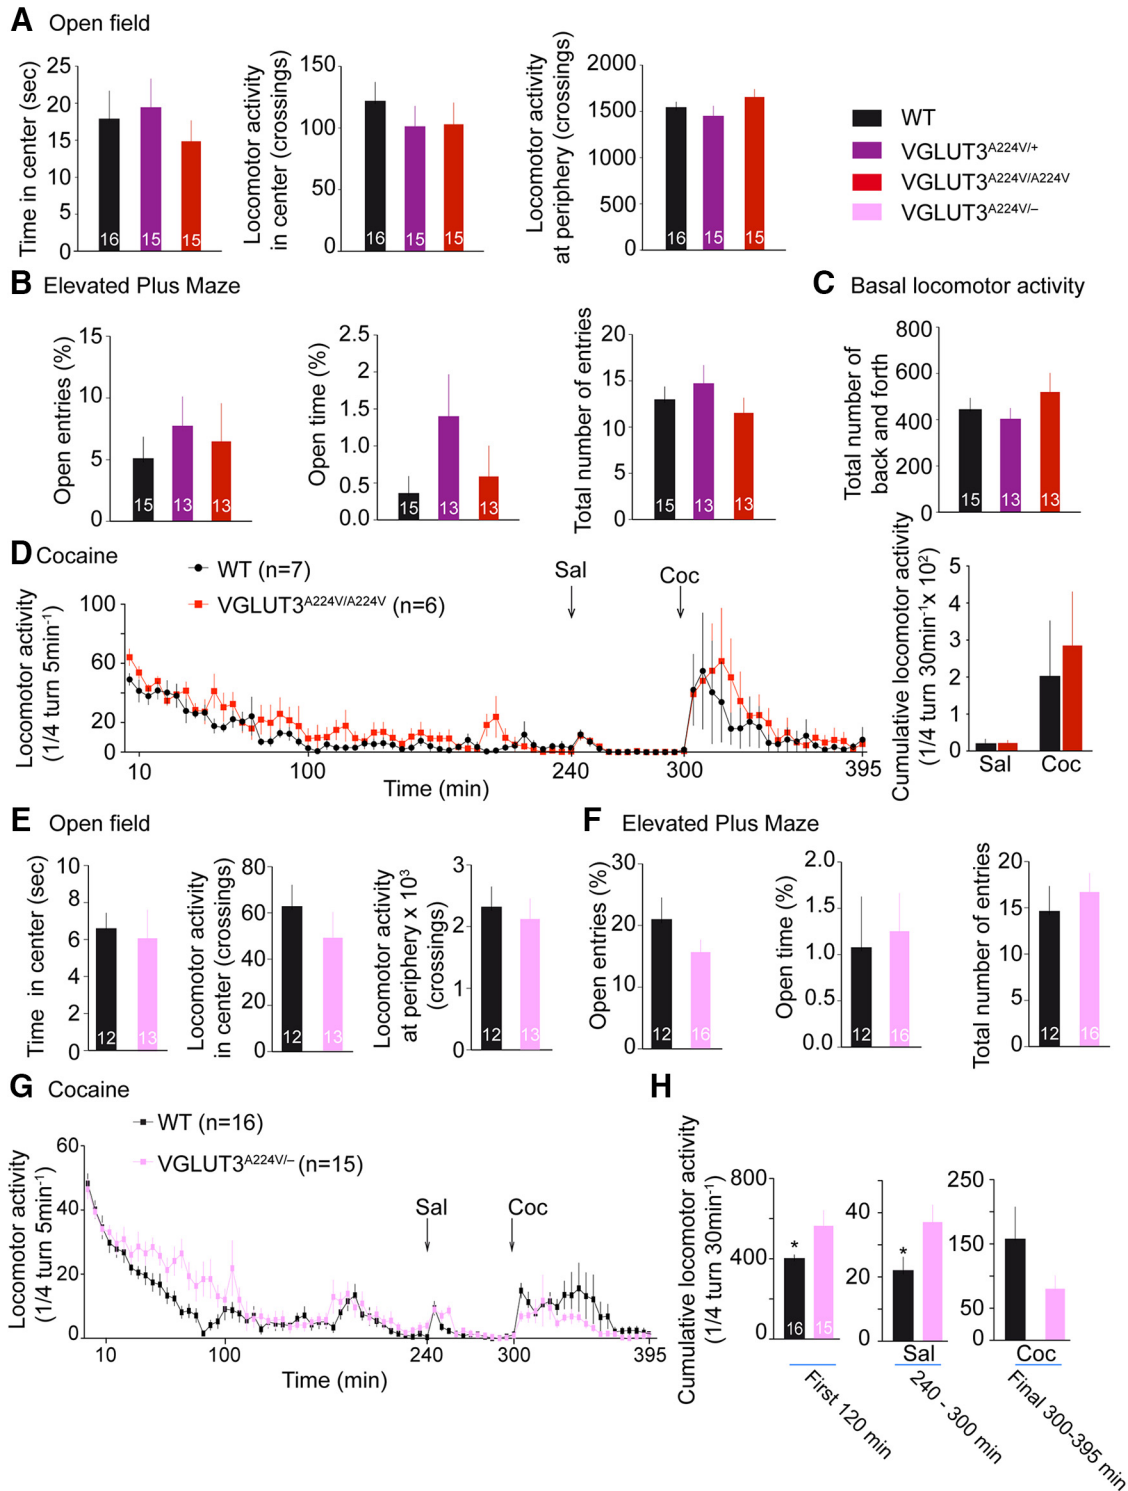 A Open field
Time in center (sec)
25
20
15
10
5
0
16
15
15
Locomotor activity
in center (crossings)
150
100
50
0
16
15
15
Locomotor activity
at periphery (crossings)
2000
1500
1000
500
0
16
15
15
WT
VGLUT3A224V/+
VGLUT3A224V/A224V
VGLUT3A224V/–
B Elevated Plus Maze
Open entries (%)
15
10
5
0
15
13
13
Open time (%)
2.5
2
1.5
1.0
0.5
0.0
15
13
13
Total number of entries
20
15
10
5
0
15
13
13
C Basal locomotor activity
Total number of
back and forth
800
600
400
200
0
15
13
13
D Cocaine
WT (n=7)
VGLUT3A224V/A224V (n=6)
Sal
Coc
Locomotor activity
(1/4 turn 5min-1)
100
60
20
0
10
100
240
300
395
Time (min)
Cumulative locomotor activity
(1/4 turn 30min-1x 102)
5
4
3
2
1
0
Sal
Coc
E Open field
Time in center (sec)
10
8
6
4
2
0
12
13
Locomotor activity
in center (crossings)
80
60
40
20
0
12
13
Locomotor activity
at periphery x 103
(crossings)
3
2
1
0
12
13
F Elevated Plus Maze
Open entries (%)
30
20
10
0
12
16
Open time (%)
2.0
1.5
1.0
0.5
0.0
12
16
Total number of entries
20
15
10
5
0
12
16
G Cocaine
WT (n=16)
VGLUT3A224V/– (n=15)
Sal
Coc
Locomotor activity
(1/4 turn 5min-1)
60
40
20
0
10
100
240
300
395
Time (min)
H
Cumulative locomotor activity
(1/4 turn 30min-1)
800
400
0
*
16
15
First 120 min
40
20
0
*
Sal
240 - 300 min
250
150
50
0
Coc
Final 300-395 min